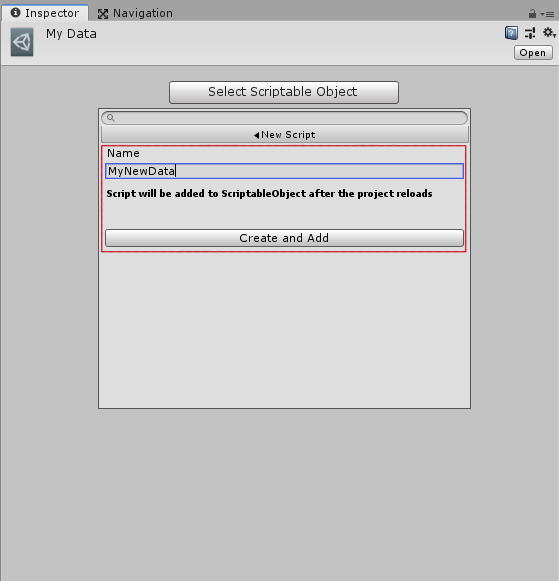 Inspector
Navigation
My Data
Open
Select Scriptable Object
New Script
Name
MyNewData
Script will be added to ScriptableObject after the project reloads
Create and Add